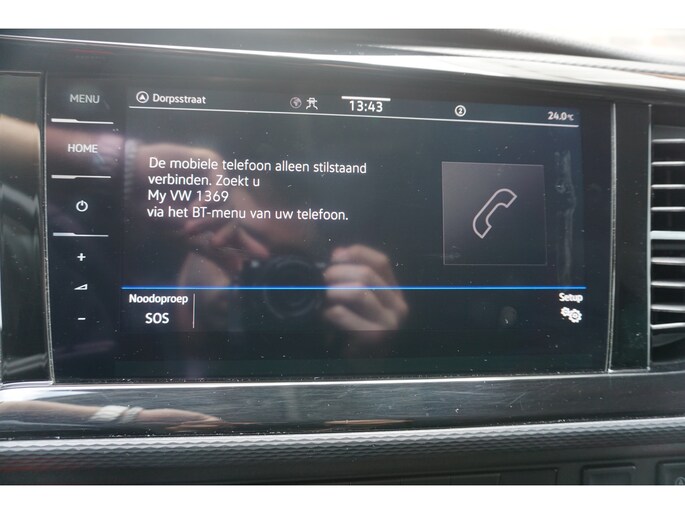 MENU
HOME
Dorpsstraat
13:43
2
24.0°C
De mobiele telefoon alleen stilstaand
verbinden. Zoekt u
My VW 1369
via het BT-menu van uw telefoon.
+
-
Noodoproep
SOS
Setup